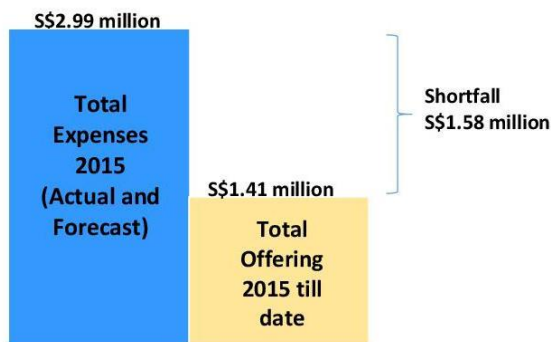 S$2.99 million
Total
Expenses
2015
(Actual and
Forecast)
Shortfall
S$1.58 million
S$1.41 million
Total
Offering
2015 till
date